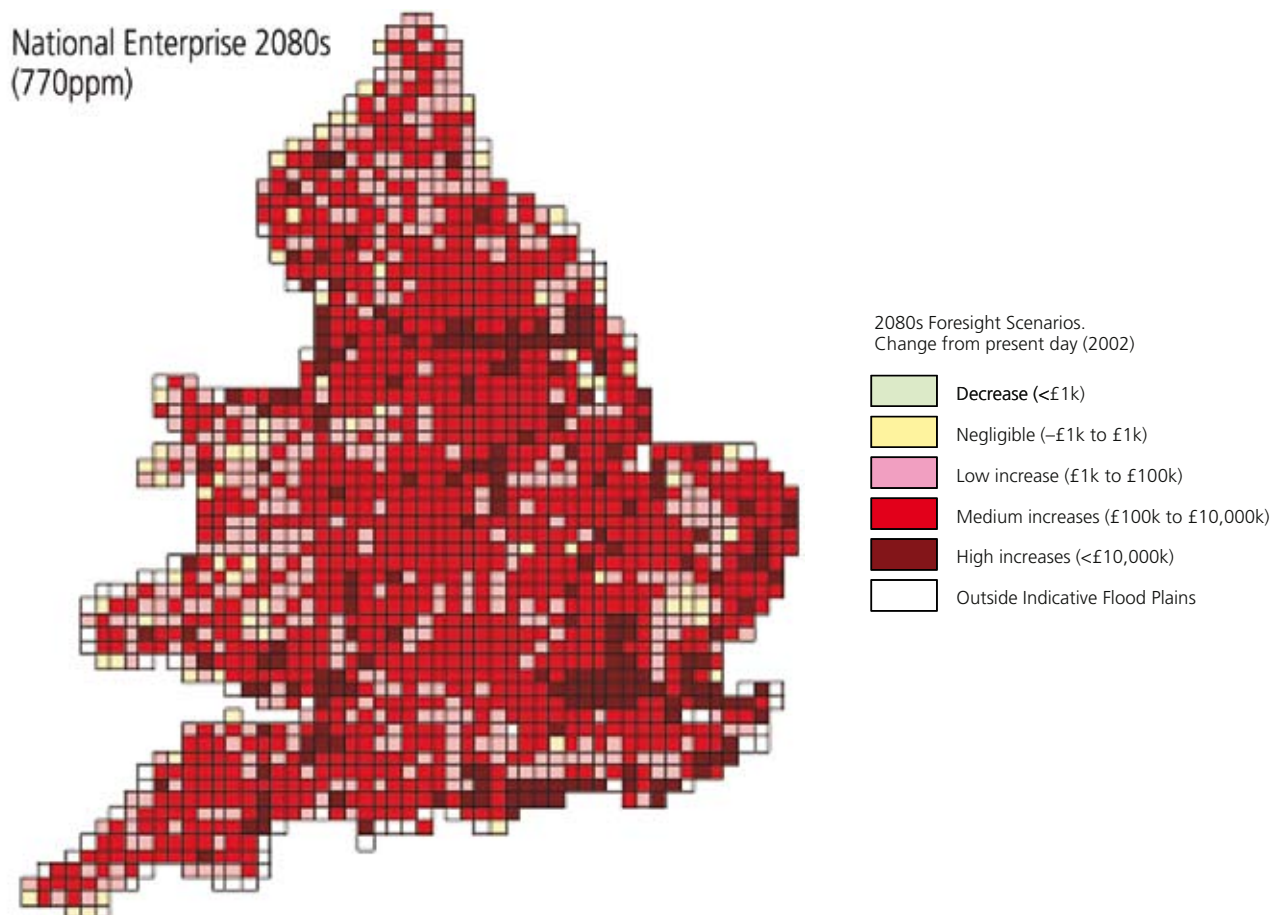 National Enterprise 2080s
(770ppm)
2080s Foresight Scenarios.
Change from present day (2002)
Decrease (<£1k)
Negligible (–£1k to £1k)
Low increase (£1k to £100k)
Medium increases (£100k to £10,000k)
High increases (<£10,000k)
Outside Indicative Flood Plains